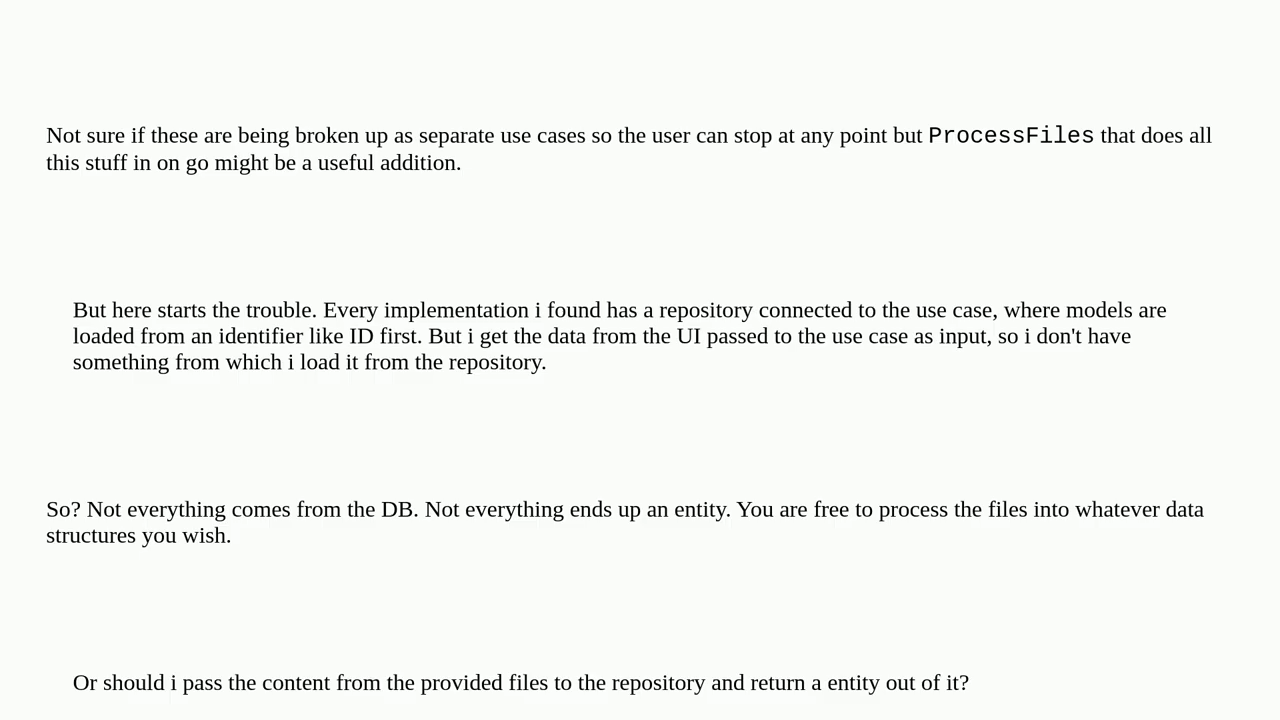 Not sure if these are being broken up as separate use cases so the user can stop at any point but ProcessFiles that does all
this stuff in on go might be a useful addition.
But here starts the trouble. Every implementation i found has a repository connected to the use case, where models are
loaded from an identifier like ID first. But i get the data from the UI passed to the use case as input, so i don't have
something from which i load it from the repository.
So? Not everything comes from the DB. Not everything ends up an entity. You are free to process the files into whatever data
structures you wish.
Or should i pass the content from the provided files to the repository and return a entity out of it?